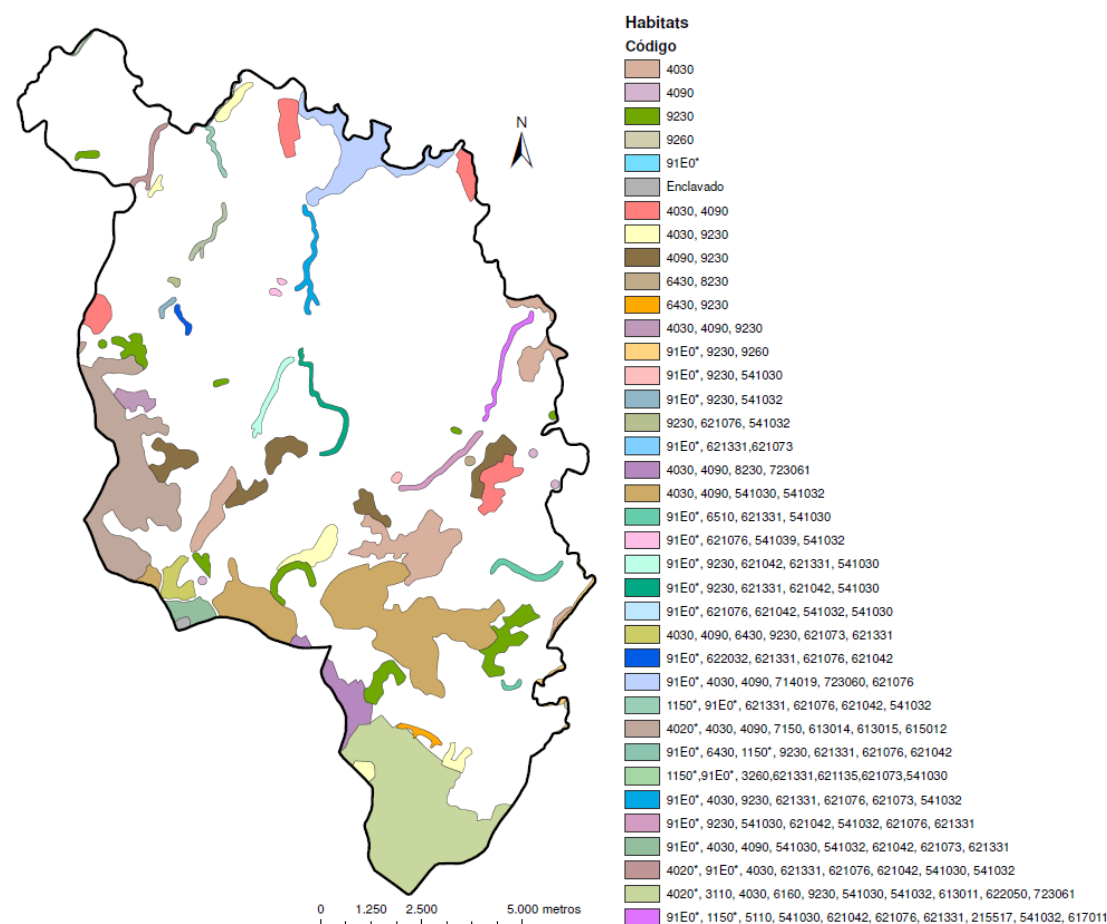 Habitats
Código
4030
4090
9230
9260
91E0*
Enclavado
4030, 4090
4030, 9230
4090, 9230
6430, 8230
6430, 9230
4030, 4090, 9230
91E0*, 9230, 9260
91E0*, 9230, 541030
91E0*, 9230, 541032
9230, 621076, 541032
91E0*, 621331,621073
4030, 4090, 8230, 723061
4030, 4090, 541030, 541032
91E0*, 6510, 621331, 541030
91E0*, 621076, 541039, 541032
91E0*, 9230, 621042, 621331, 541030
91E0*, 9230, 621331, 621042, 541030
91E0*, 621076, 621042, 541032, 541030
4030, 4090, 6430, 9230, 621073, 621331
91E0*, 622032, 621331, 621076, 621042
91E0*, 4030, 4090, 714019, 723060, 621076
1150*, 91E0*, 621331, 621076, 621042, 541032
4020*, 4030, 4090, 7150, 613014, 613015, 615012
91E0*, 6430, 1150*, 9230, 621331, 621076, 621042
1150*,91E0*, 3260,621331,621135,621073,541030
91E0*, 4030, 9230, 621331, 621076, 621073, 541032
91E0*, 9230, 541030, 621042, 541032, 621076, 621331
91E0*, 4030, 4090, 541030, 541032, 621042, 621073, 621331
4020*, 91E0*, 4030, 621331, 621076, 621042, 541030, 541032
4020*, 3110, 4030, 6160, 9230, 541030, 541032, 613011, 622050, 723061
91E0*, 1150*, 5110, 541030, 621042, 621076, 621331, 215517, 541032, 617011
N
0 1.250 2.500 5.000 metros